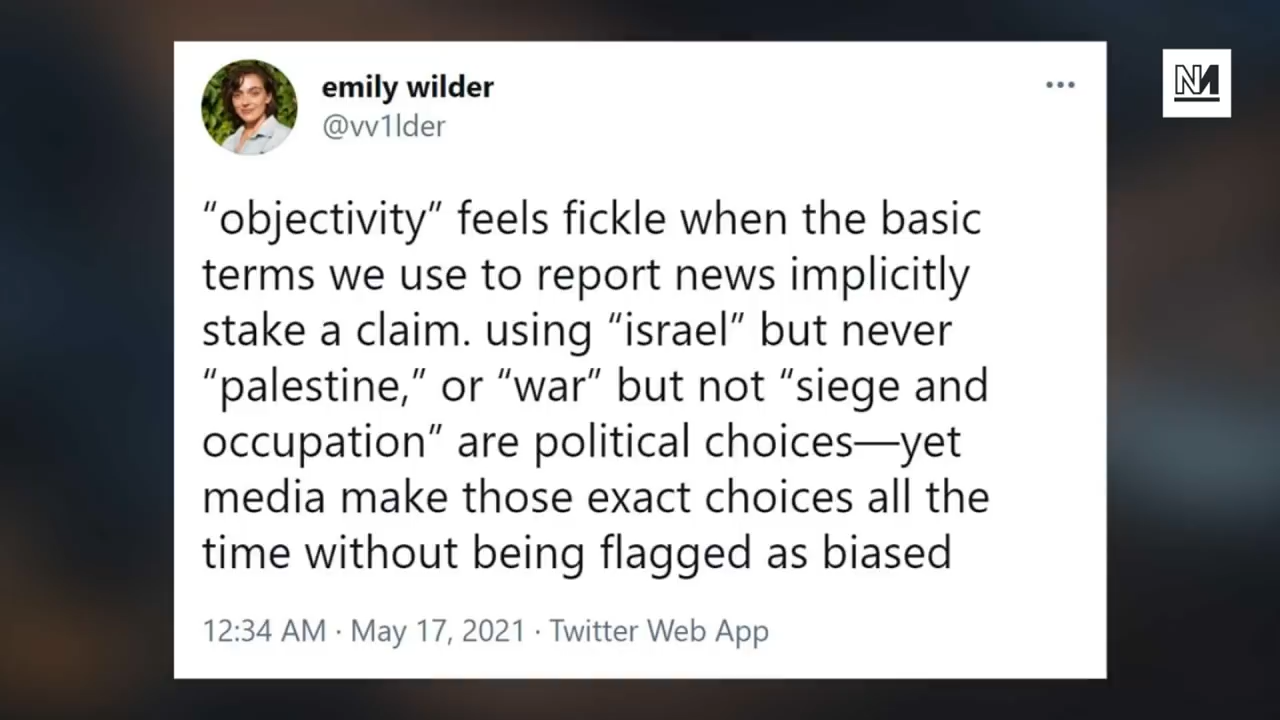 emily wilder
@vv1lder
“objectivity” feels fickle when the basic
terms we use to report news implicitly
stake a claim. using “israel” but never
“palestine,” or “war” but not “siege and
occupation” are political choices—yet
media make those exact choices all the
time without being flagged as biased
12:34 AM · May 17, 2021 · Twitter Web App
NM